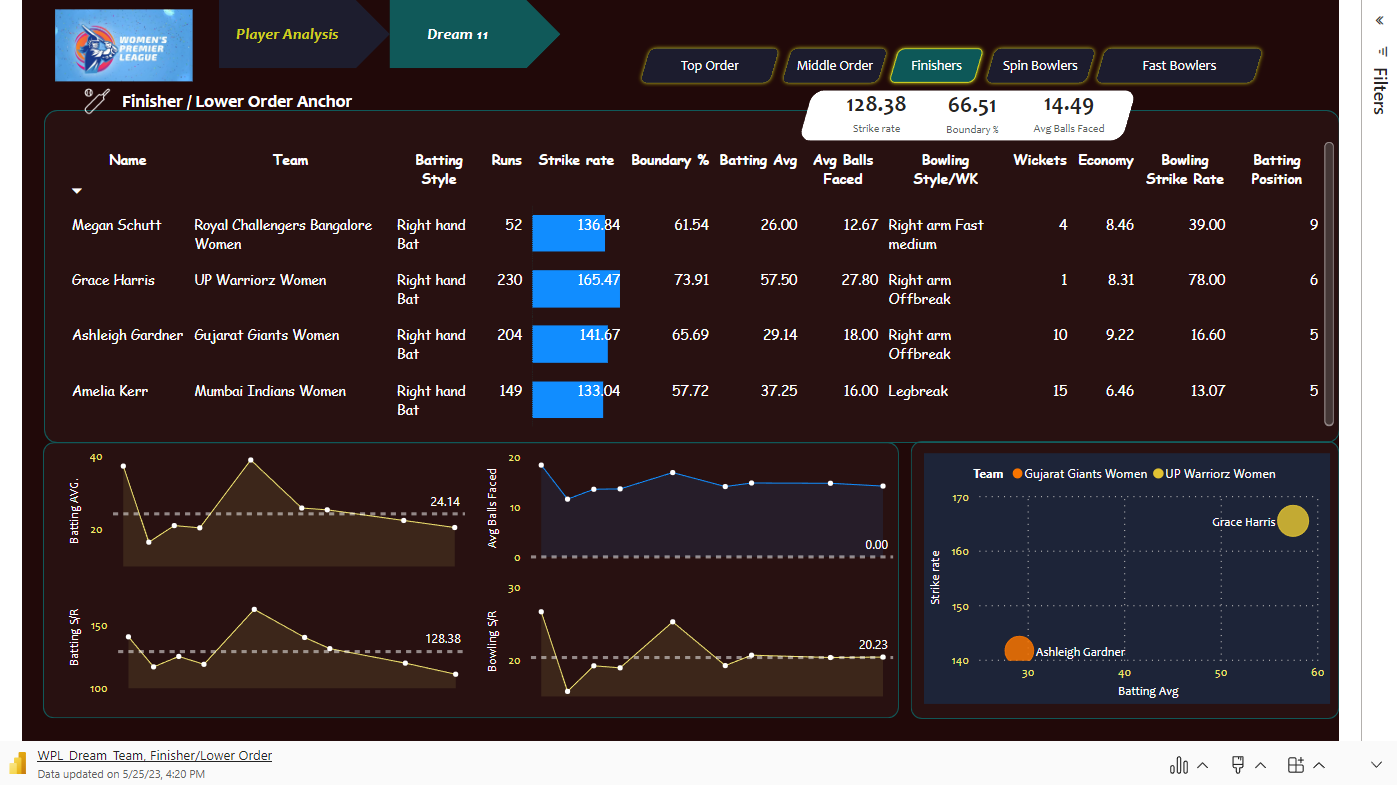 WOMEN'S
PREMIER
LEAGUE
Player Analysis
Dream 11
Top Order
Middle Order
Finishers
Spin Bowlers
Fast Bowlers
Filters
Finisher / Lower Order Anchor
128.38 66.51 14.49
Strike rate Boundary % Avg Balls Faced
Name Team Batting Runs Strike rate Boundary % Batting Avg Avg Balls Bowling Wickets Economy Bowling Batting
Style Faced Style/WK Strike Rate Position
Megan Schutt Royal Challengers Bangalore Right hand 52 136.84 61.54 26.00 12.67 Right arm Fast 4 8.46 39.00 9
Women Bat medium
Grace Harris UP Warriorz Women Right hand 230 165.47 73.91 57.50 27.80 Right arm 1 8.31 78.00 6
Bat Offbreak
Ashleigh Gardner Gujarat Giants Women Right hand 204 141.67 65.69 29.14 18.00 Right arm 10 9.22 16.60 5
Bat Offbreak
Amelia Kerr Mumbai Indians Women Right hand 149 133.04 57.72 37.25 16.00 Legbreak 15 6.46 13.07 5
Bat
Batting AVG.
40
20
24.14
Avg Balls Faced
20
10
0
0.00
Batting S/R
150
100
128.38
Bowling S/R
30
20
20.23
Team Gujarat Giants Women UP Warriorz Women
Strike rate
170
160
150
140
Grace Harris
Ashleigh Gardner
30 40 50 60
Batting Avg
WPL_Dream_Team, Finisher/Lower Order
Data updated on 5/25/23, 4:20 PM